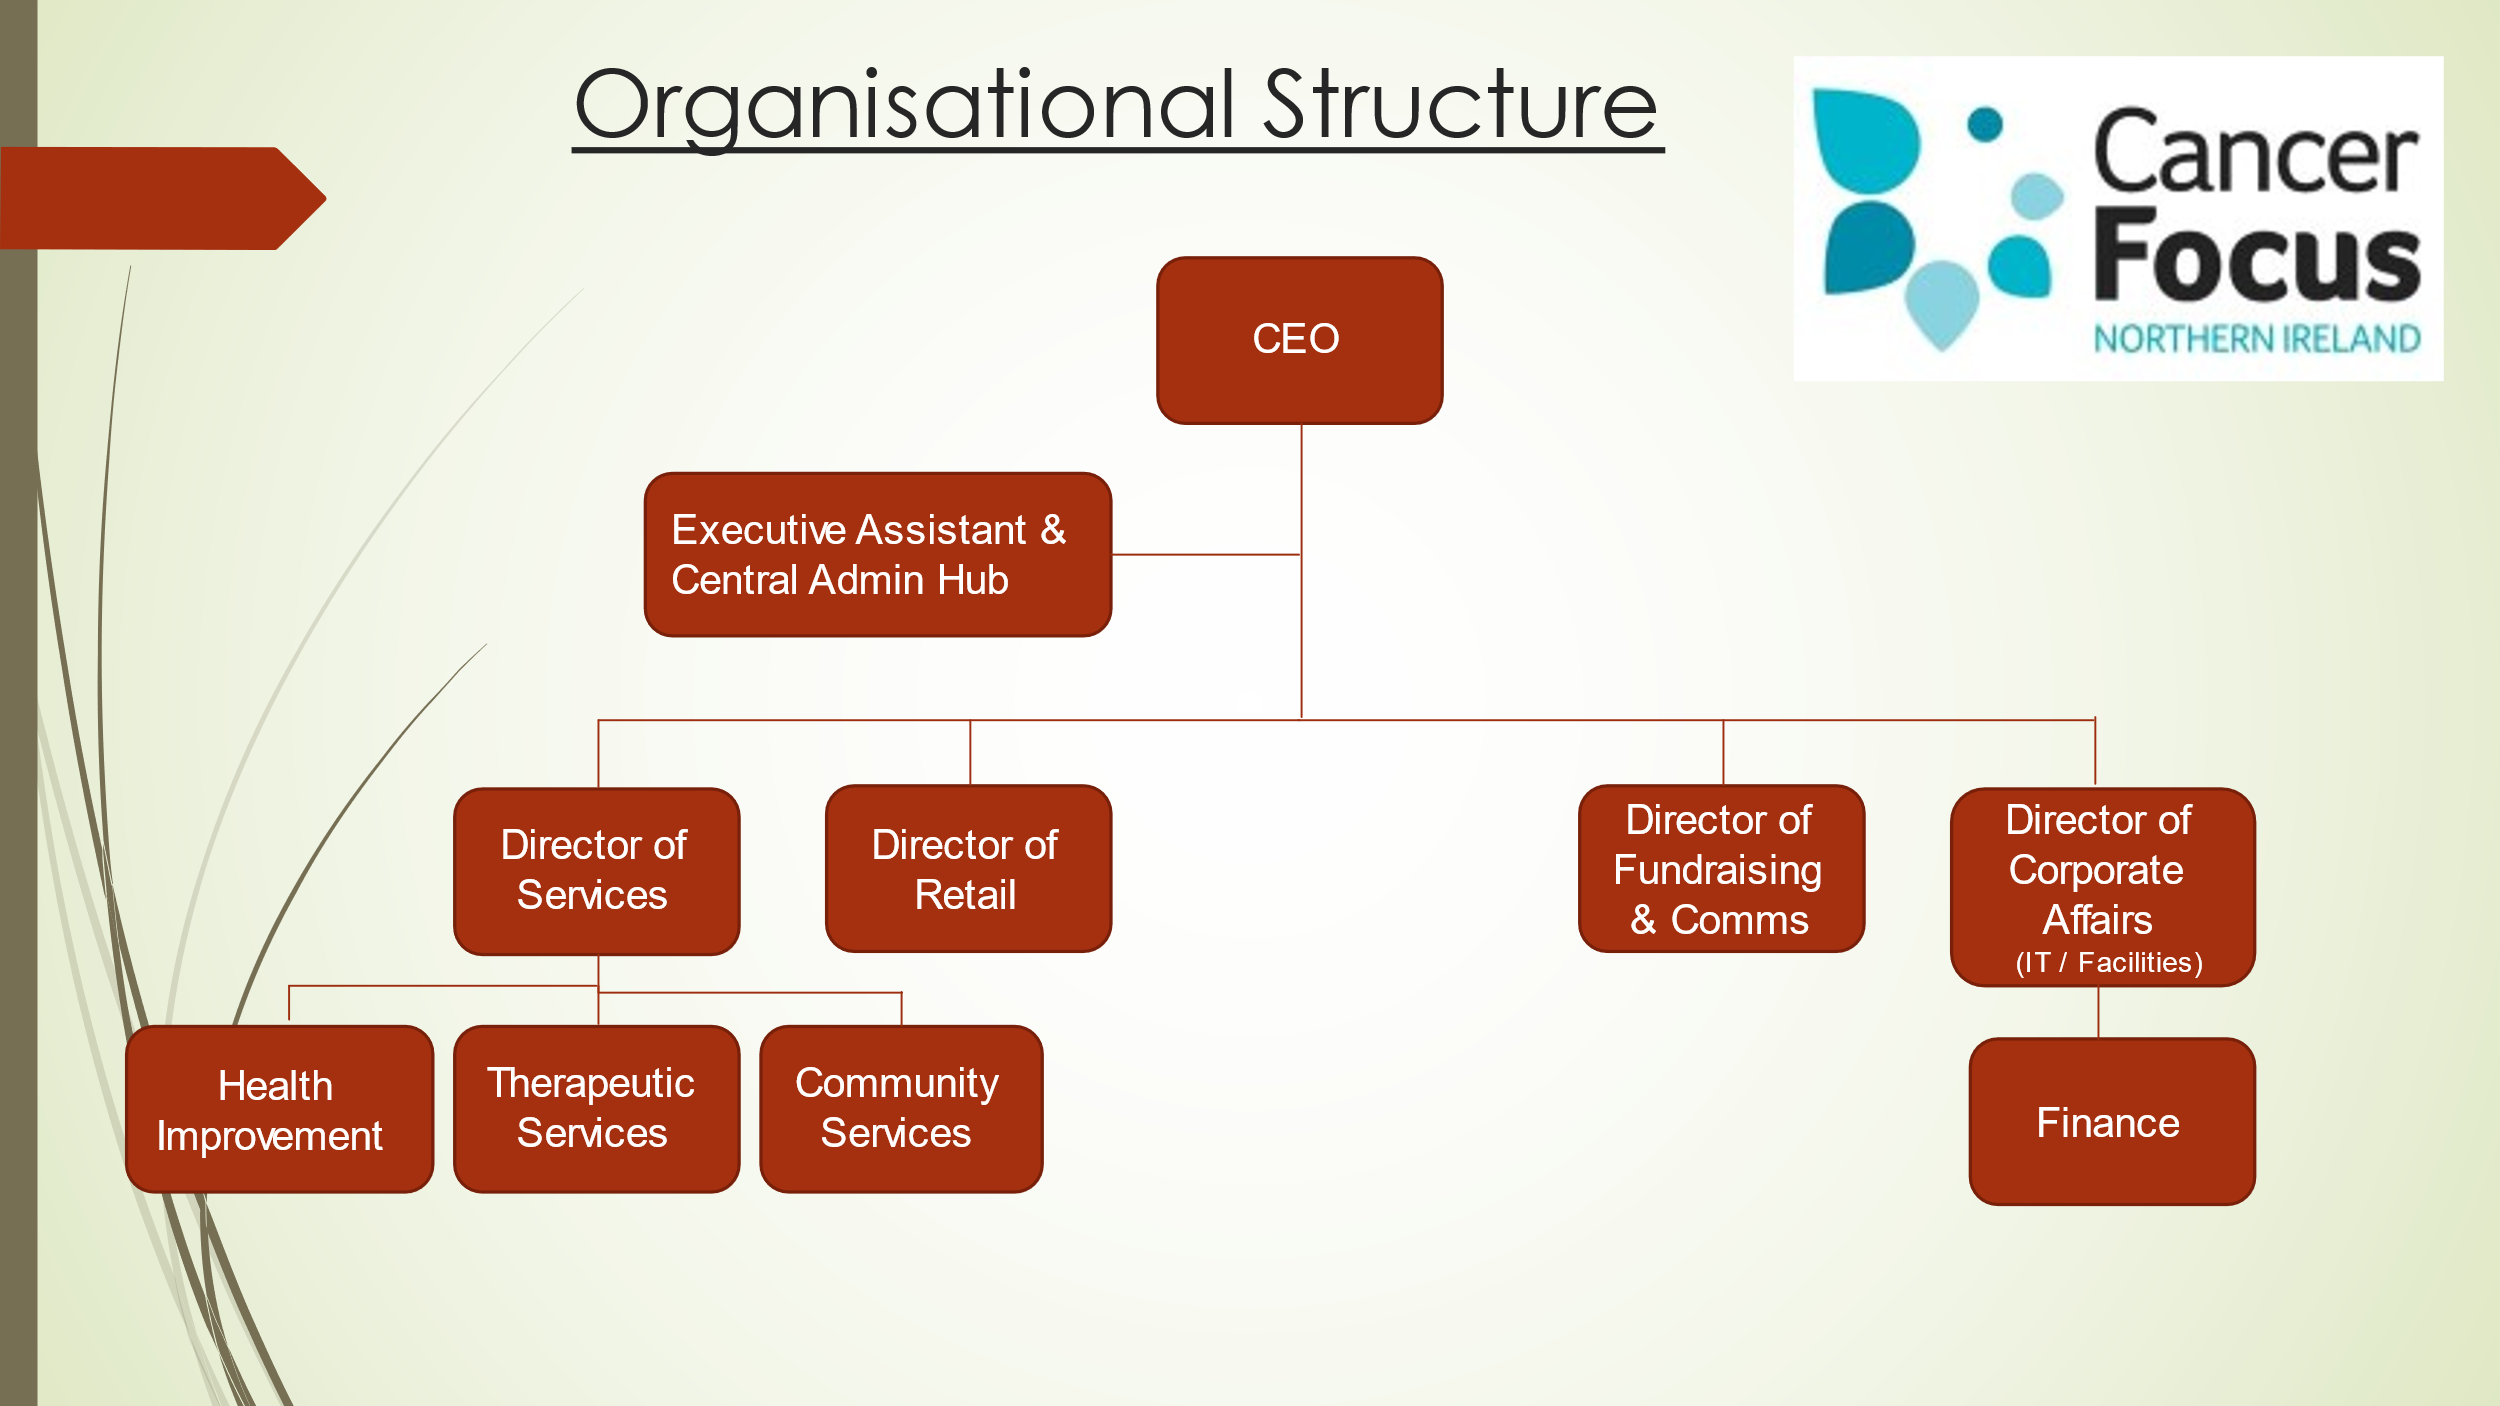 Organisational Structure
Cancer
Focus
NORTHERN IRELAND
CEO
Executive Assistant &
Central Admin Hub
Director of
Services
Director of
Retail
Director of
Fundraising
& Comms
Director of
Corporate
Affairs
(IT / Facilities)
Health
Improvement
Therapeutic
Services
Community
Services
Finance